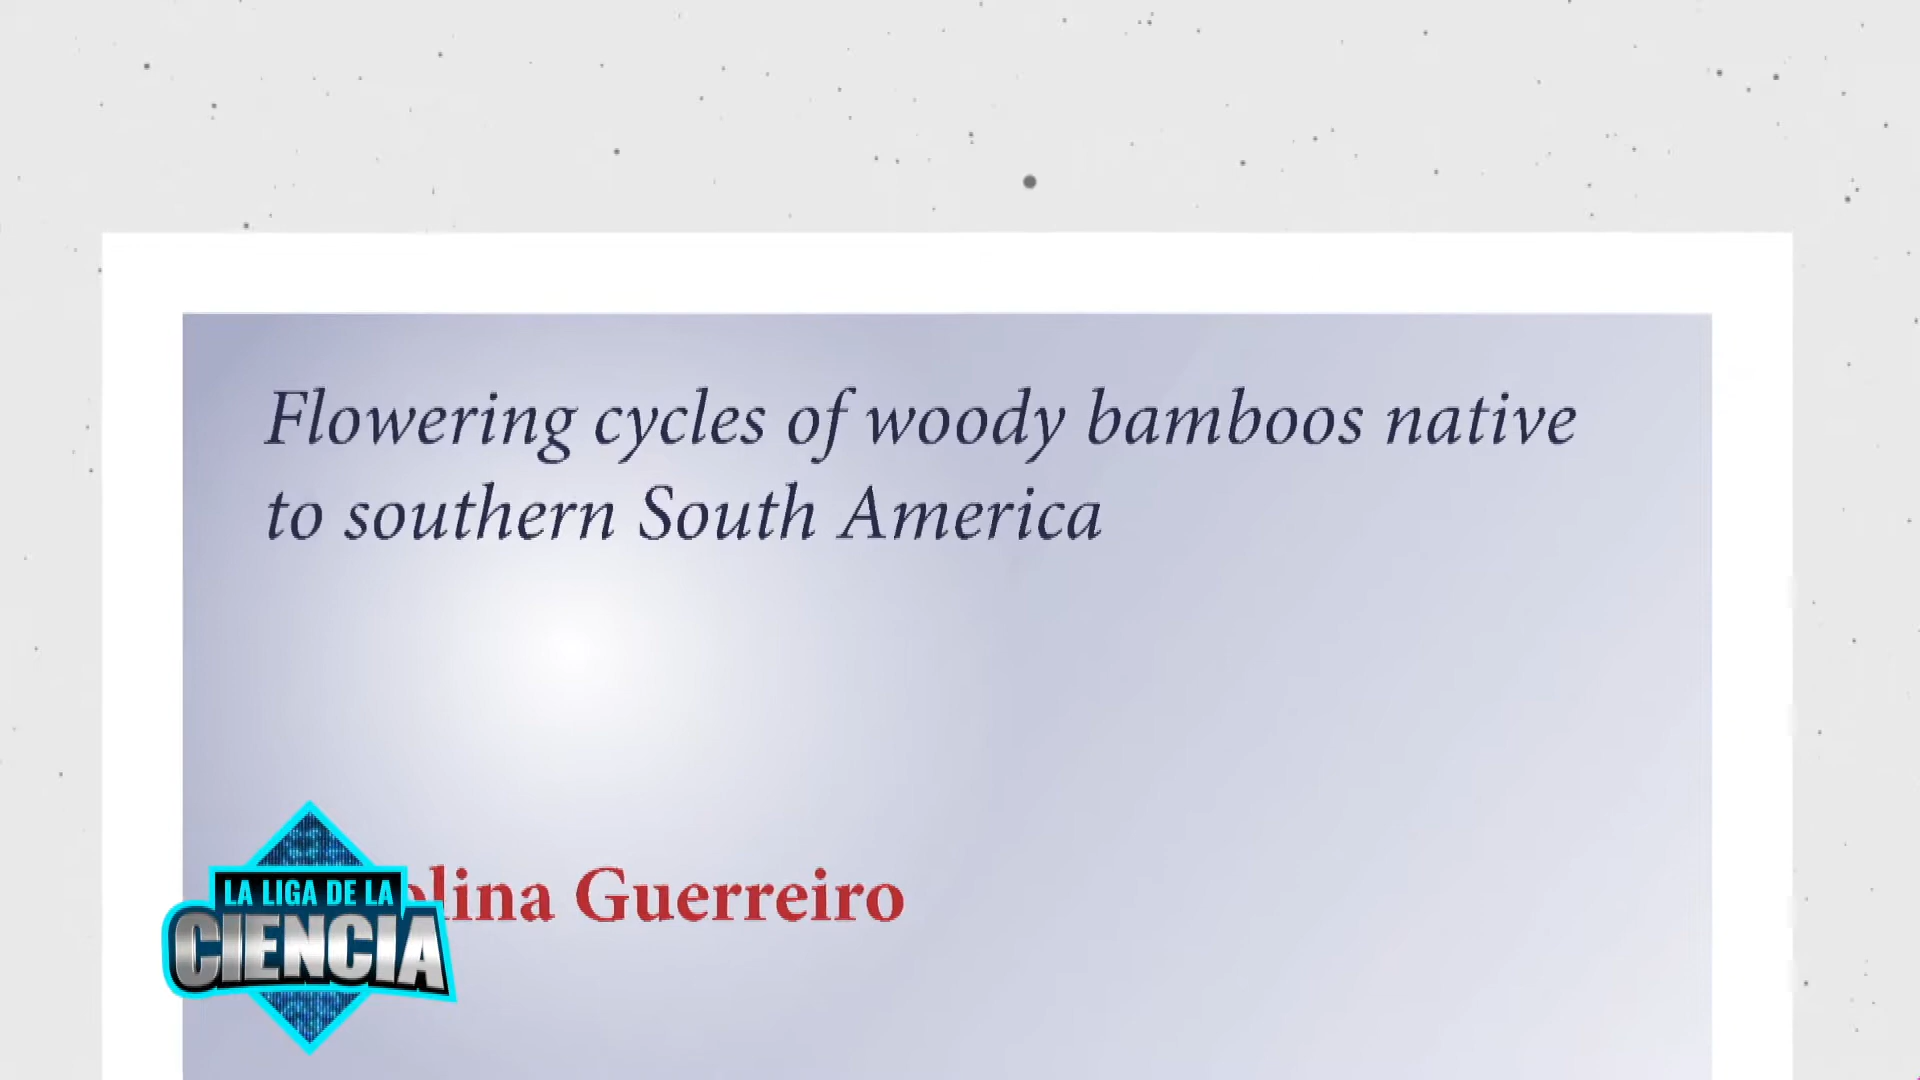 Flowering cycles of woody bamboos native
to southern South America
Guerreiro
LA LIGA DE LA
CIENCIA